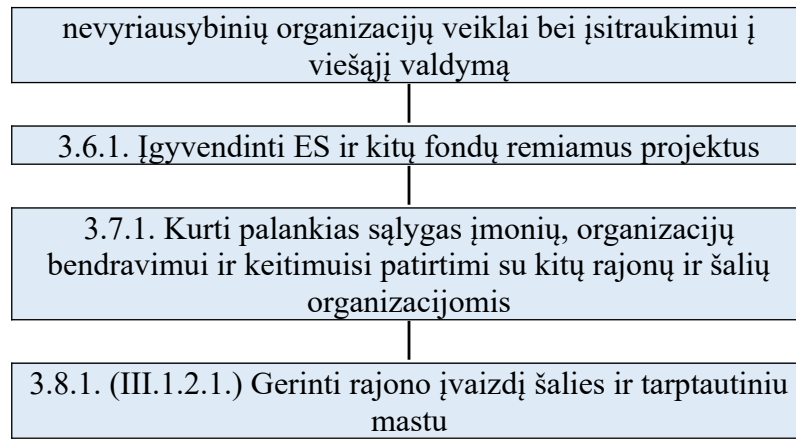 nevyriausybinių organizacijų veiklai bei įsitraukimui į
viešąjį valdymą
3.6.1. Įgyvendinti ES ir kitų fondų remiamus projektus
3.7.1. Kurti palankias sąlygas įmonių, organizacijų
bendravimui ir keitimuisi patirtimi su kitų rajonų ir šalių
organizacijomis
3.8.1. (III.1.2.1.) Gerinti rajono įvaizdį šalies ir tarptautiniu
mastu